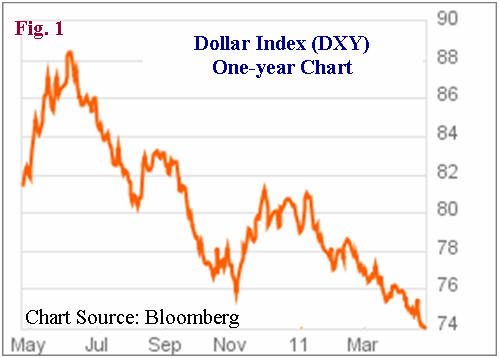 Fig. 1
Dollar Index (DXY)
One-year Chart
90
88
86
84
82
80
78
76
74
Chart Source: Bloomberg
May Jul Sep Nov 11 Mar